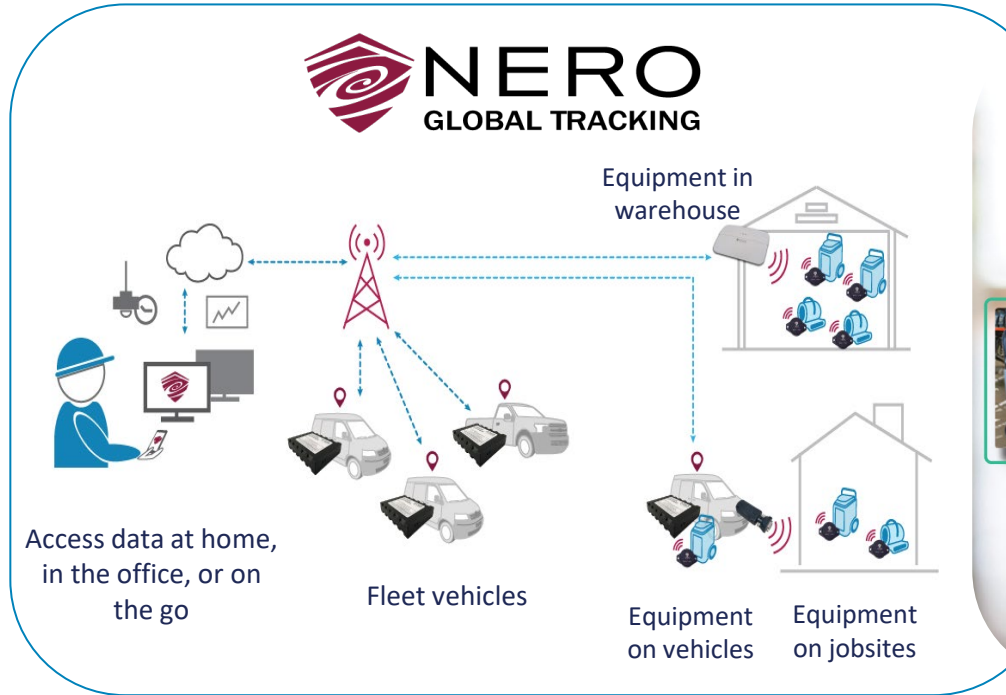 NERO
GLOBAL TRACKING
Equipment in
warehouse
Access data at home,
in the office, or on
the go
Fleet vehicles
Equipment
on vehicles
Equipment
on jobsites